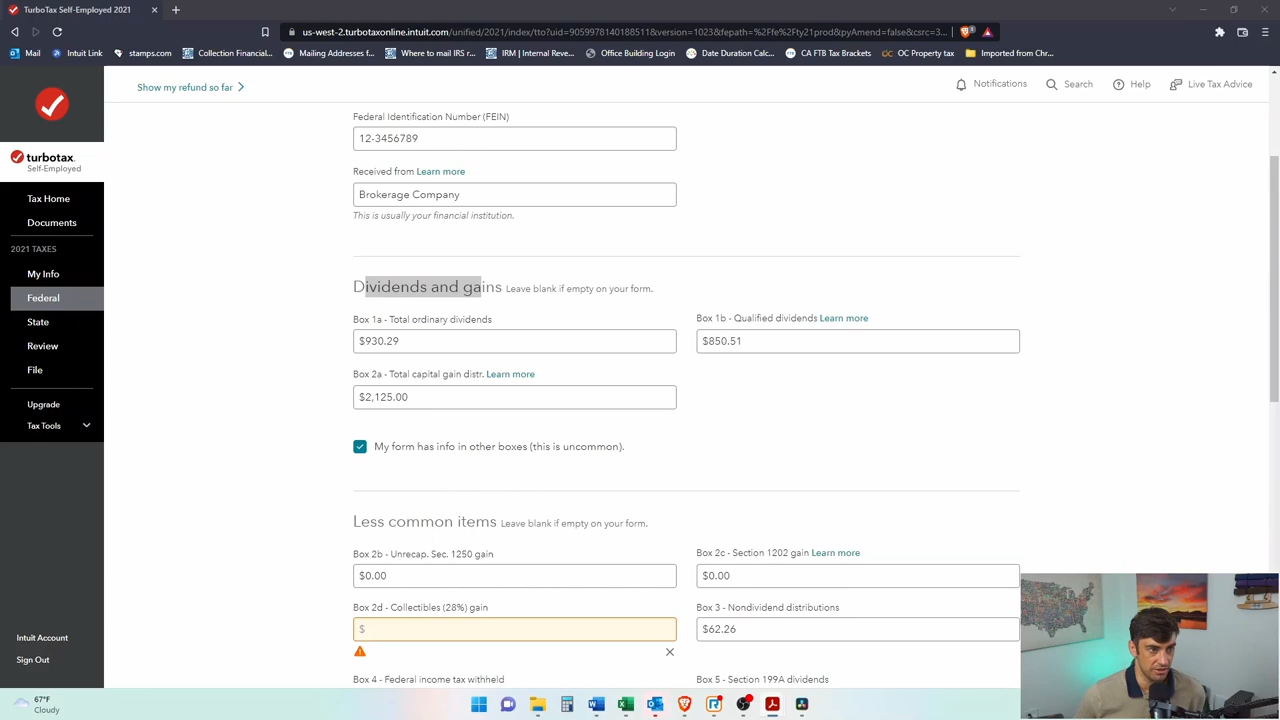 TurboTax Self-Employed 2021
us-west-2.turbotaxonline.intuit.com/unified/2021/index/tto?uid=9059978140188511&version=1023&fepath=%2Ffe%2Fty21prod&pyAmend=false&csrc=3...
Mail
Intuit Link
stamps.com
Collection Financial...
Mailing Addresses f...
Where to mail IRS r...
IRM | Internal Reve...
Office Building Login
Date Duration Calc...
CA FTB Tax Brackets
OC Property tax
Imported from Chr...
Show my refund so far
Notifications
Search
Help
Live Tax Advice
turbotax
Self-Employed
Tax Home
Documents
2021 TAXES
My Info
Federal
State
Review
File
Upgrade
Tax Tools
Intuit Account
Sign Out
Federal Identification Number (FEIN)
12-3456789
Received from Learn more
Brokerage Company
This is usually your financial institution.
Dividends and gains Leave blank if empty on your form.
Box 1a - Total ordinary dividends
$930.29
Box 1b - Qualified dividends Learn more
$850.51
Box 2a - Total capital gain distr. Learn more
$2,125.00
My form has info in other boxes (this is uncommon).
Less common items Leave blank if empty on your form.
Box 2b - Unrecap. Sec. 1250 gain
$0.00
Box 2c - Section 1202 gain Learn more
$0.00
Box 2d - Collectibles (28%) gain
$
Box 3 - Nondividend distributions
$62.26
Box 4 - Federal income tax withheld
Box 5 - Section 199A dividends
67°F
Cloudy